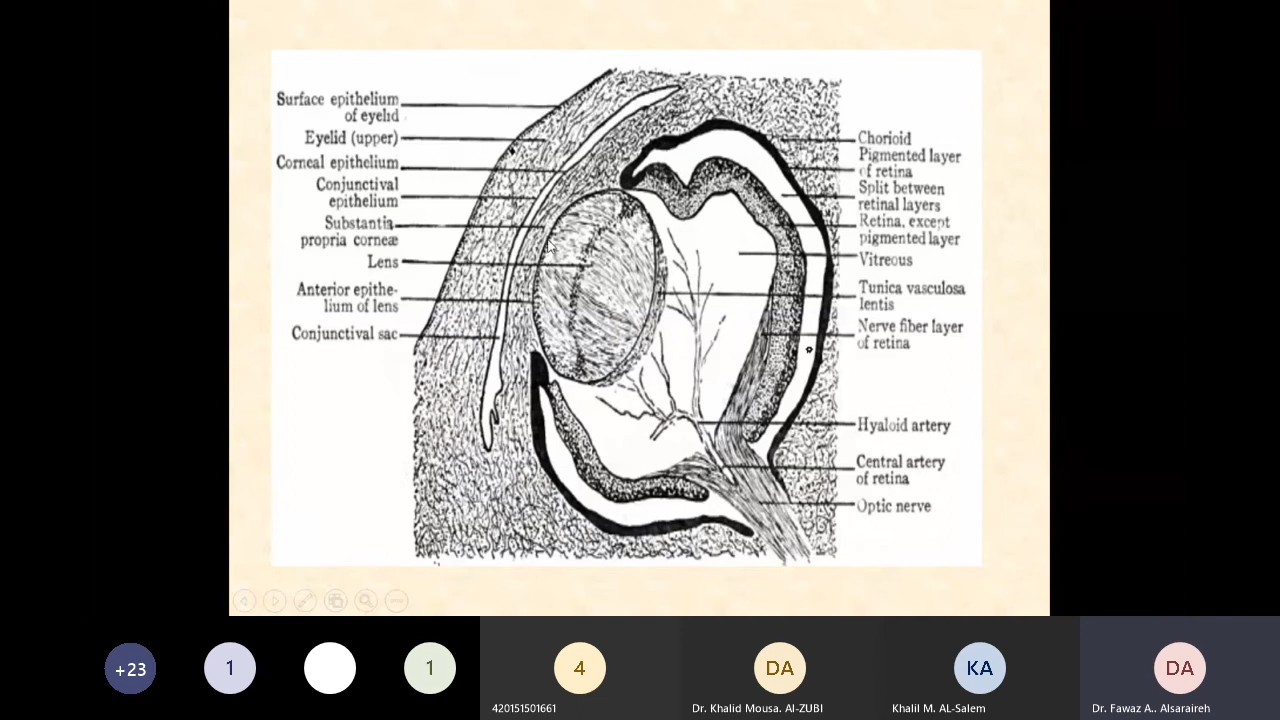 Surface epithelium
of eyelid
Eyelid (upper)
Corneal epithelium
Conjunctival
epithelium
Substantia
propria corneæ
Lens
Anterior epithe-
lium of lens
Conjunctival sac
Chorioid
Pigmented layer
of retina
Split between
retinal layers
Retina, except
pigmented layer
Vitreous
Tunica vasculosa
lentis
Nerve fiber layer
of retina
Hyaloid artery
Central artery
of retina
Optic nerve
+23
1
1
4
DA
KA
DA
420151501661
Dr. Khalid Mousa. Al-ZUBI
Khalil M. AL-Salem
Dr. Fawaz A.. Alsaraireh